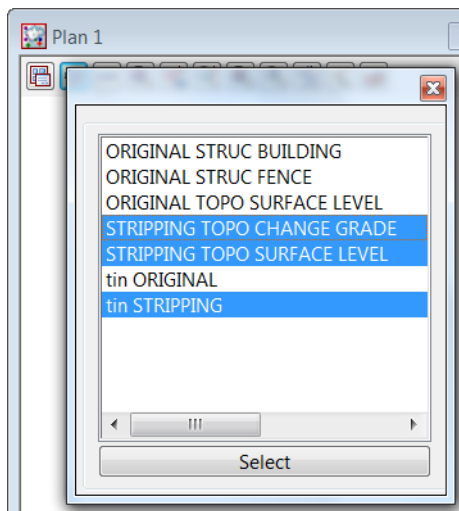 Plan 1
ORIGINAL STRUC BUILDING
ORIGINAL STRUC FENCE
ORIGINAL TOPO SURFACE LEVEL
STRIPPING TOPO CHANGE GRADE
STRIPPING TOPO SURFACE LEVEL
tin ORIGINAL
tin STRIPPING
Select